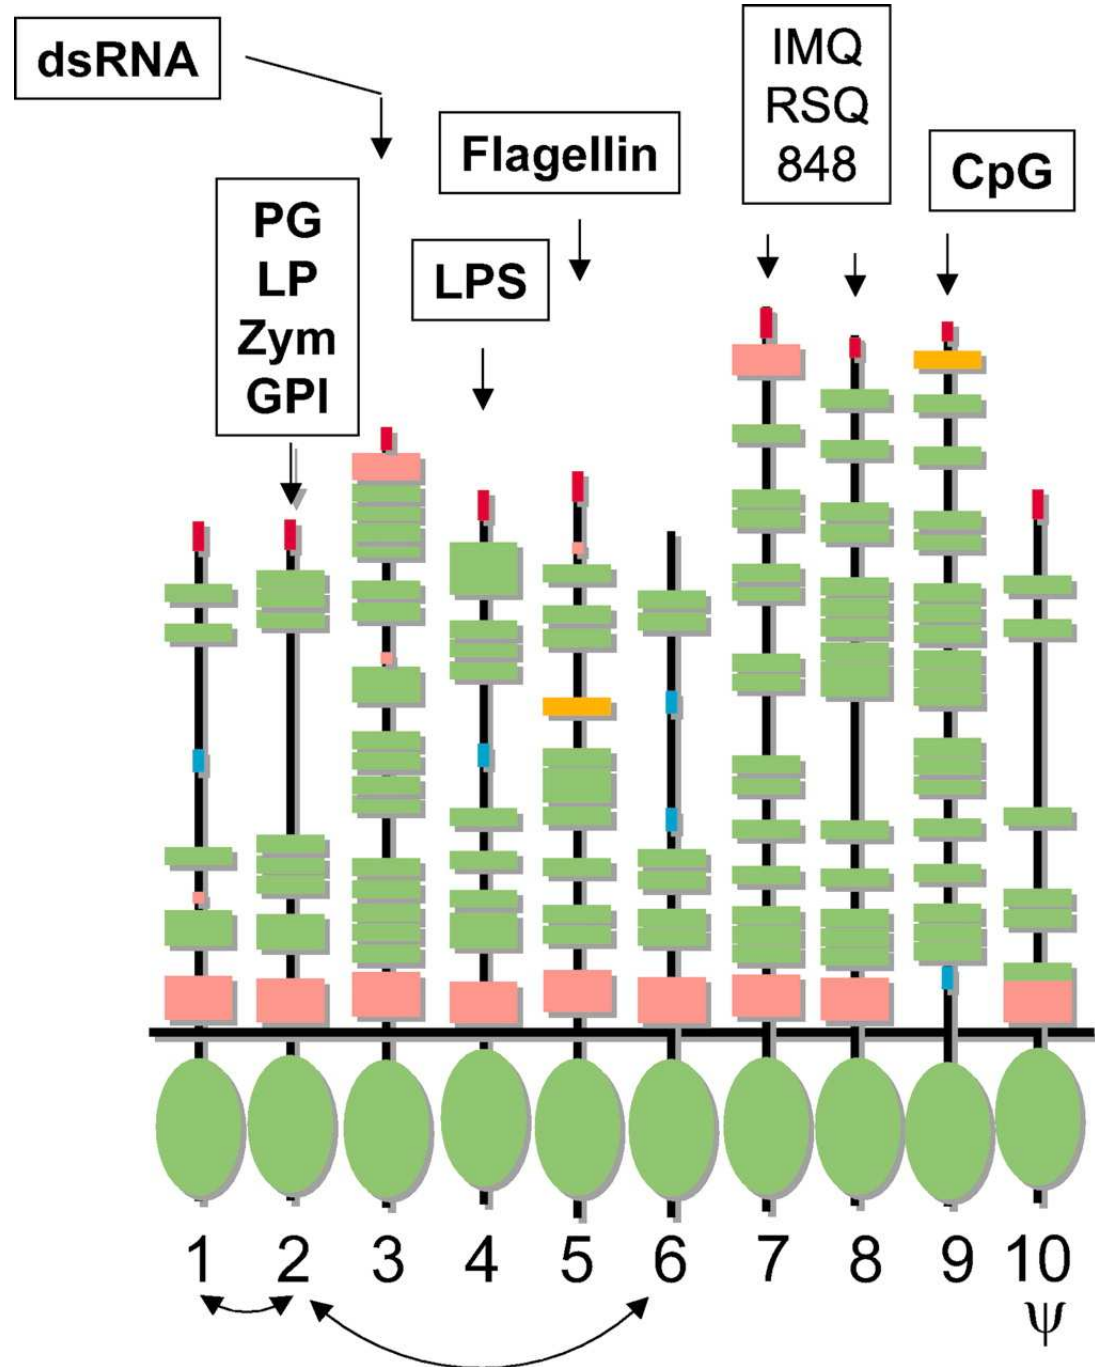 dsRNA
IMQ
RSQ
848
Flagellin
CpG
PG
LP
Zym
GPI
LPS
1 2 3 4 5 6 7 8 9 10
ψ